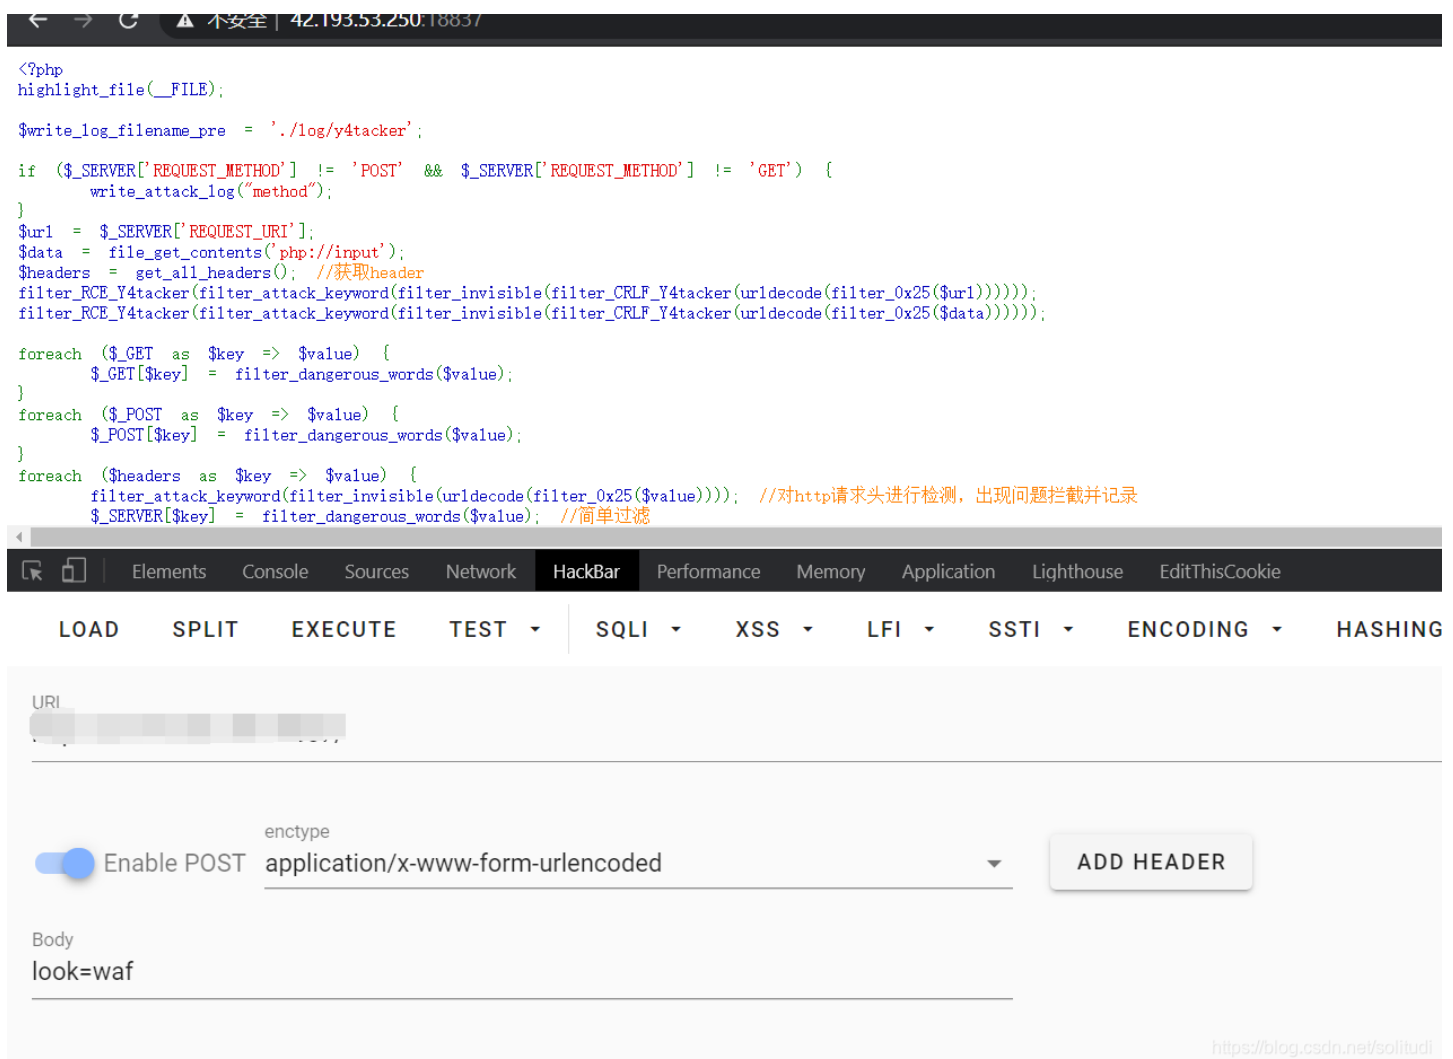 不安全 | 42.193.53.250:18837
<?php
highlight_file(__FILE);
$write_log_filename_pre = './log/y4tacker';
if ($_SERVER['REQUEST_METHOD'] != 'POST' && $_SERVER['REQUEST_METHOD'] != 'GET') {
write_attack_log("method");
}
$url = $_SERVER['REQUEST_URI'];
$data = file_get_contents('php://input');
$headers = get_all_headers(); //获取header
filter_RCE_Y4tacker(filter_attack_keyword(filter_invisible(filter_CRLF_Y4tacker(urldecode(filter_0x25($url))))));
filter_RCE_Y4tacker(filter_attack_keyword(filter_invisible(filter_CRLF_Y4tacker(urldecode(filter_0x25($data))))));
foreach ($_GET as $key => $value) {
$_GET[$key] = filter_dangerous_words($value);
}
foreach ($_POST as $key => $value) {
$_POST[$key] = filter_dangerous_words($value);
}
foreach ($headers as $key => $value) {
filter_attack_keyword(filter_invisible(urldecode(filter_0x25($value)))); //对http请求头进行检测，出现问题拦截并记录
$_SERVER[$key] = filter_dangerous_words($value); //简单过滤
Elements Console Sources Network HackBar Performance Memory Application Lighthouse EditThisCookie
LOAD SPLIT EXECUTE TEST SQLI XSS LFI SSTI ENCODING HASHING
URL
enctype
Enable POST application/x-www-form-urlencoded ADD HEADER
Body
look=waf
https://blog.csdn.net/solitudi